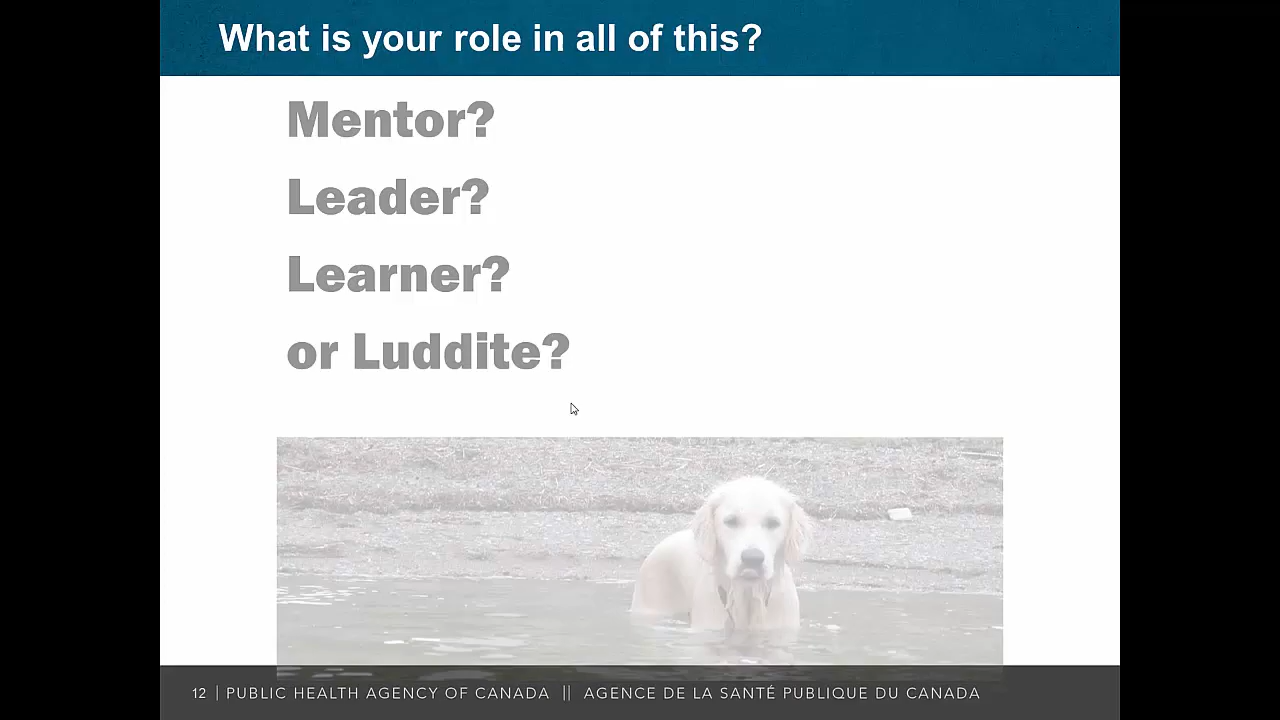 What is your role in all of this?
Mentor?
Leader?
Learner?
or Luddite?
12 | PUBLIC HEALTH AGENCY OF CANADA || AGENCE DE LA SANTÉ PUBLIQUE DU CANADA